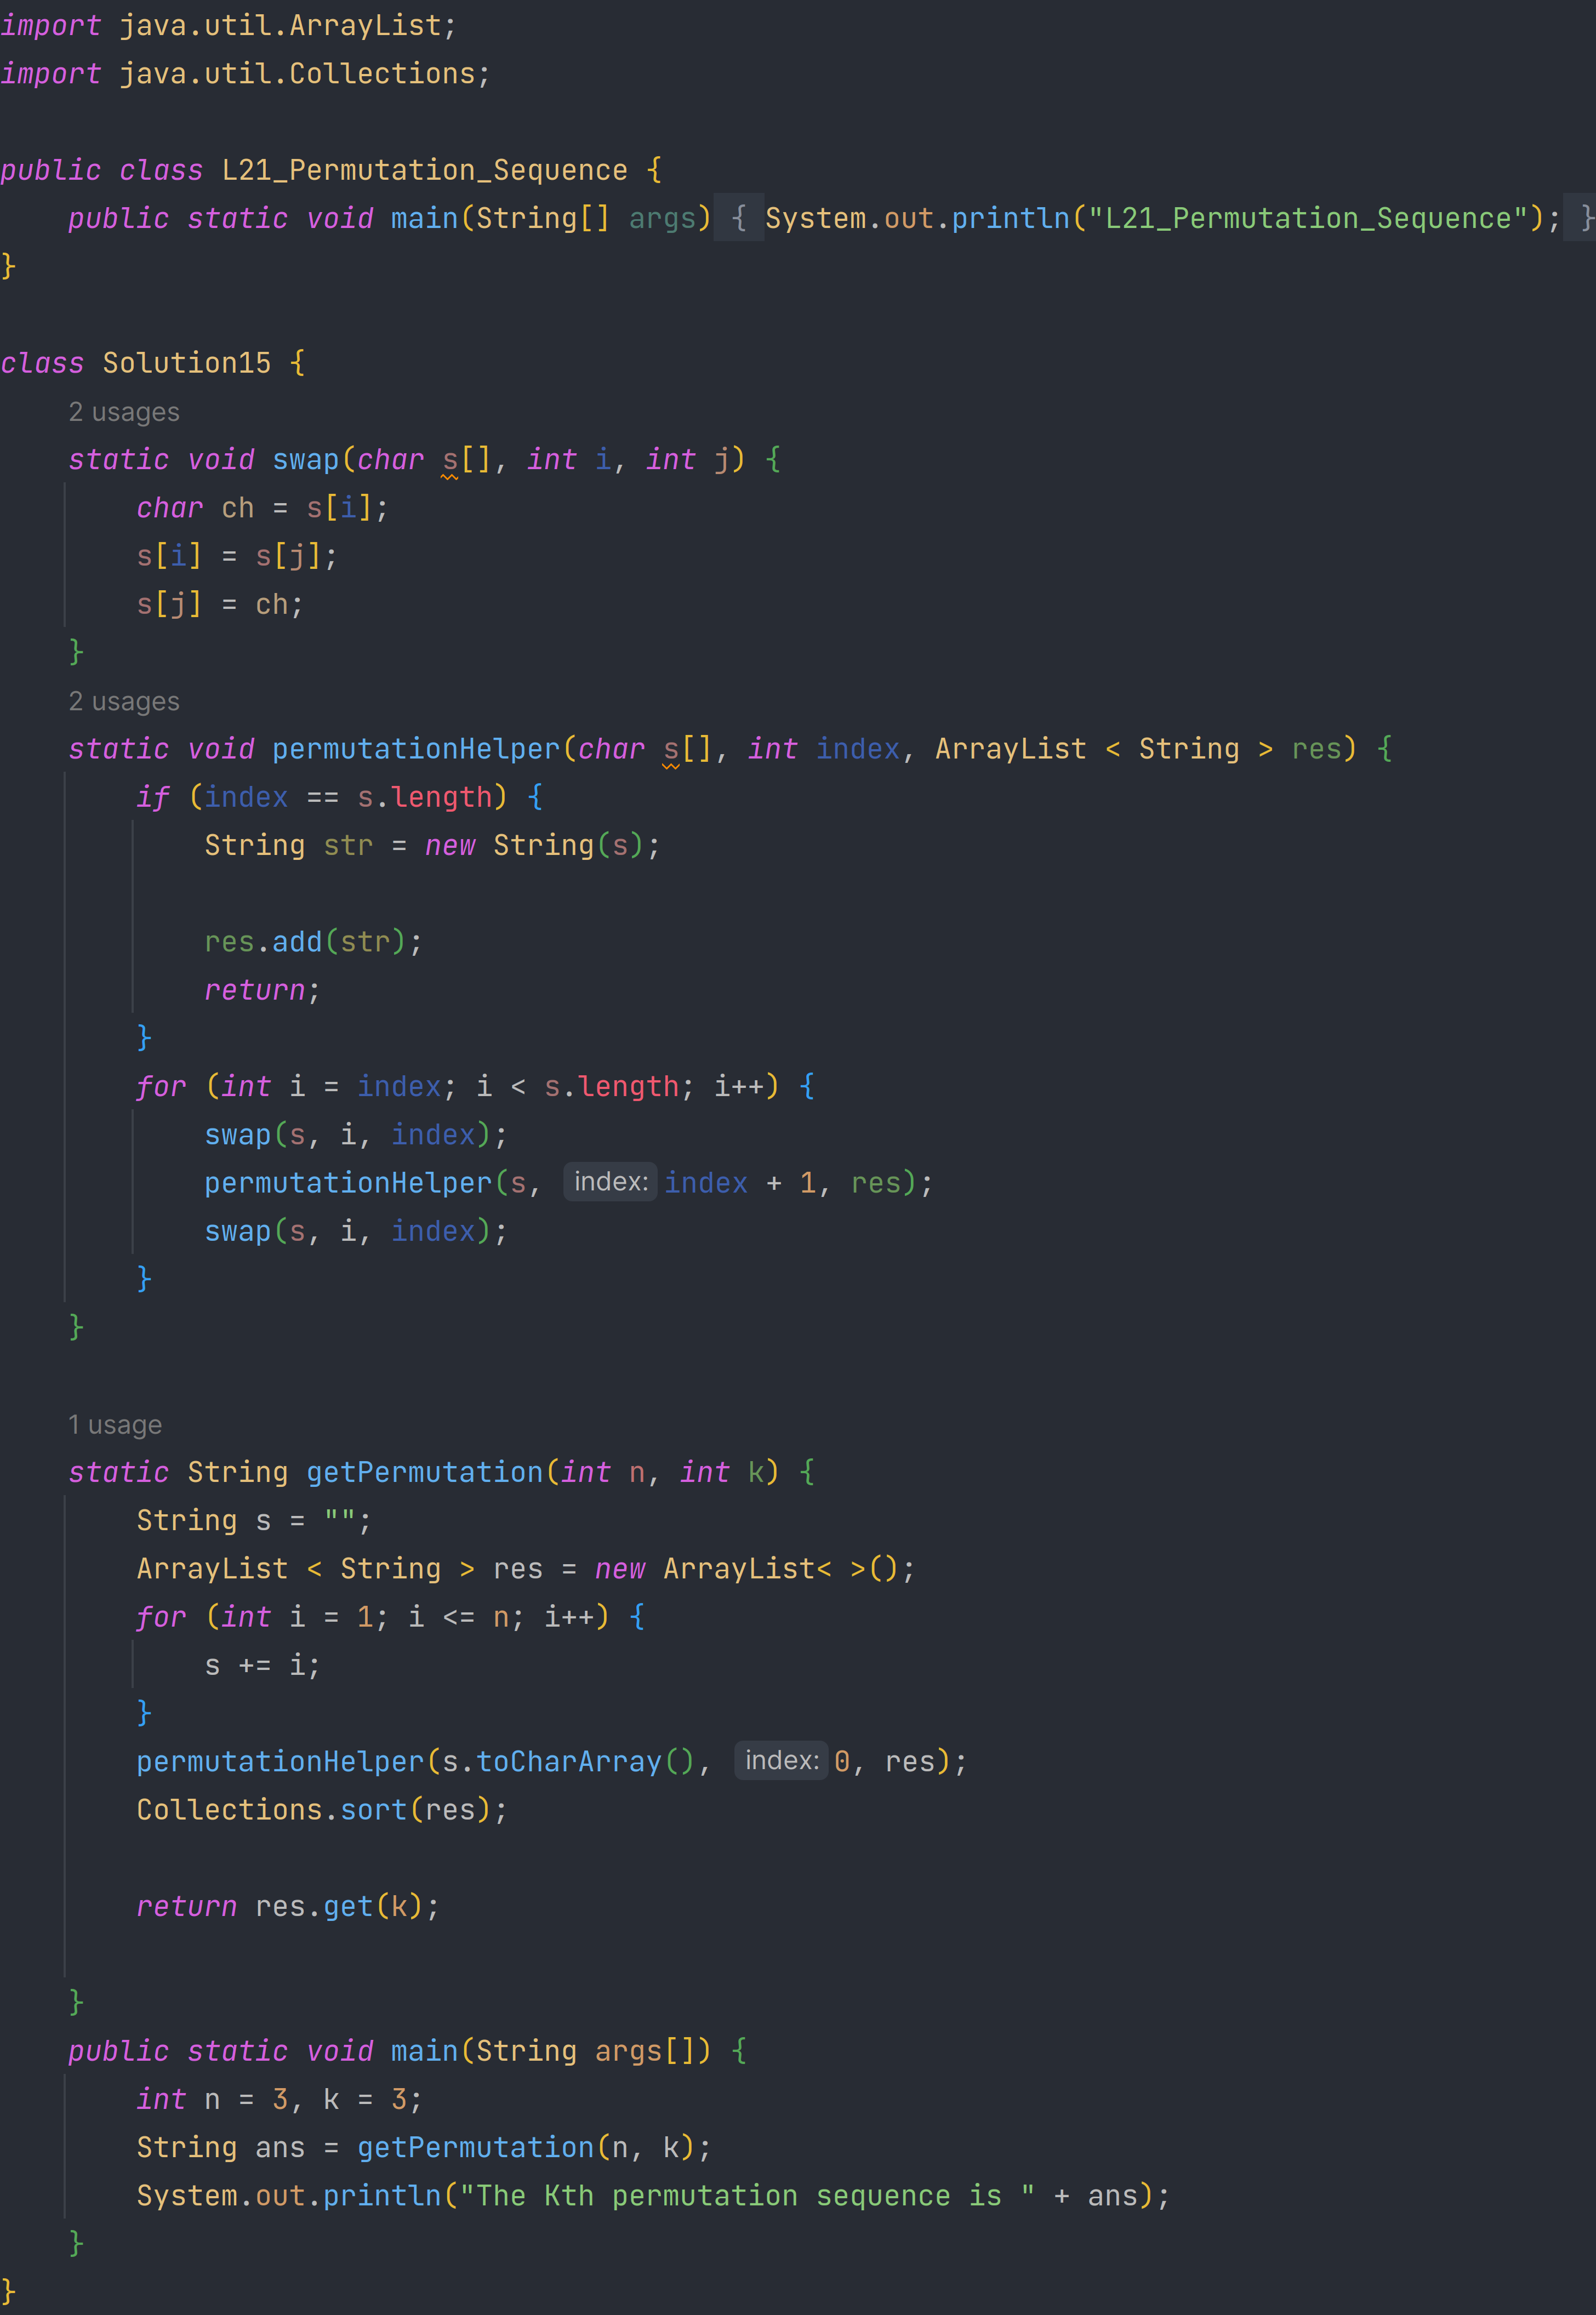 import java.util.ArrayList;
import java.util.Collections;

public class L21_Permutation_Sequence {
    public static void main(String[] args) { System.out.println("L21_Permutation_Sequence"); }
}

class Solution15 {
    2 usages
    static void swap(char s[], int i, int j) {
        char ch = s[i];
        s[i] = s[j];
        s[j] = ch;
    }
    2 usages
    static void permutationHelper(char s[], int index, ArrayList < String > res) {
        if (index == s.length) {
            String str = new String(s);

            res.add(str);
            return;
        }
        for (int i = index; i < s.length; i++) {
            swap(s, i, index);
            permutationHelper(s, index: index + 1, res);
            swap(s, i, index);
        }
    }

    1 usage
    static String getPermutation(int n, int k) {
        String s = "";
        ArrayList < String > res = new ArrayList< >();
        for (int i = 1; i <= n; i++) {
            s += i;
        }
        permutationHelper(s.toCharArray(), index: 0, res);
        Collections.sort(res);

        return res.get(k);

    }
    public static void main(String args[]) {
        int n = 3, k = 3;
        String ans = getPermutation(n, k);
        System.out.println("The Kth permutation sequence is " + ans);
    }
}